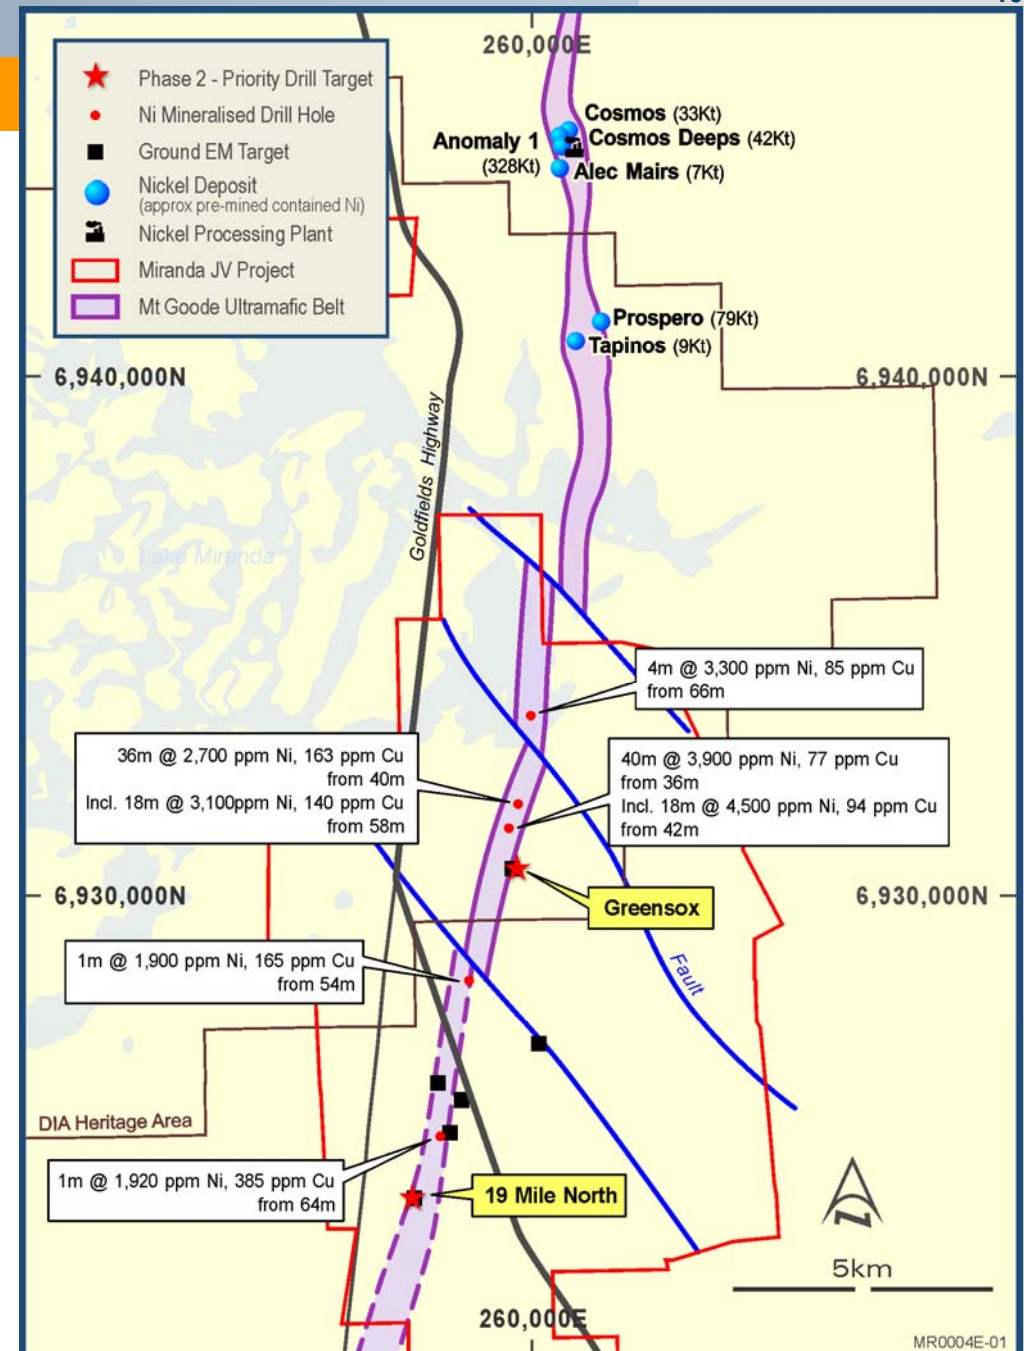 260,000E
Phase 2 - Priority Drill Target
Ni Mineralised Drill Hole
Ground EM Target
Nickel Deposit
(approx pre-mined contained Ni)
Nickel Processing Plant
Miranda JV Project
Mt Goode Ultramafic Belt
Cosmos (33Kt)
Anomaly 1
(328Kt)
Cosmos Deeps (42Kt)
Alec Mairs (7Kt)
Prospero (79Kt)
Tapinos (9Kt)
6,940,000N
6,940,000N
Goldfields Highway
Lake Miranda
4m @ 3,300 ppm Ni, 85 ppm Cu
from 66m
36m @ 2,700 ppm Ni, 163 ppm Cu
from 40m
Incl. 18m @ 3,100ppm Ni, 140 ppm Cu
from 58m
40m @ 3,900 ppm Ni, 77 ppm Cu
from 36m
Incl. 18m @ 4,500 ppm Ni, 94 ppm Cu
from 42m
6,930,000N
6,930,000N
Greensox
1m @ 1,900 ppm Ni, 165 ppm Cu
from 54m
Fault
DIA Heritage Area
1m @ 1,920 ppm Ni, 385 ppm Cu
from 64m
19 Mile North
N
5km
260,000E
MR0004E-01